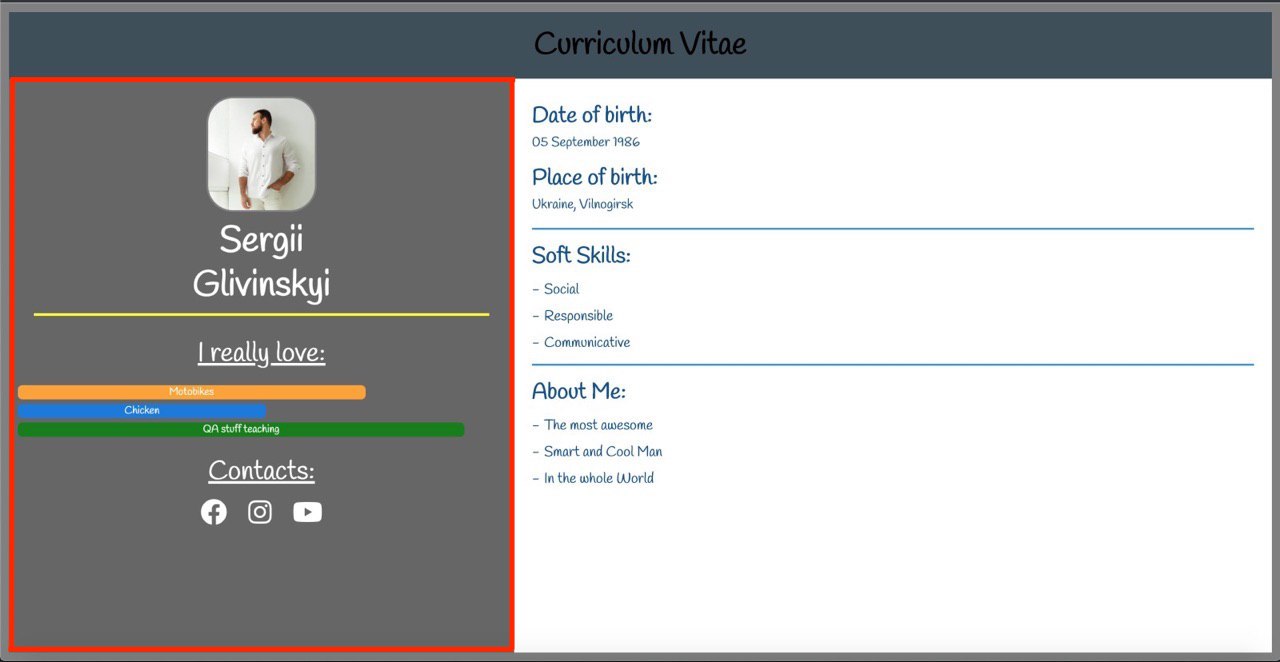 Curriculum Vitae
Sergii
Glivinskyi
I really love:
Motobikes
Chicken
QA stuff teaching
Contacts:
Date of birth:
05 September 1986
Place of birth:
Ukraine, Vilnogirsk
Soft Skills:
- Social
- Responsible
- Communicative
About Me:
- The most awesome
- Smart and Cool Man
- In the whole World